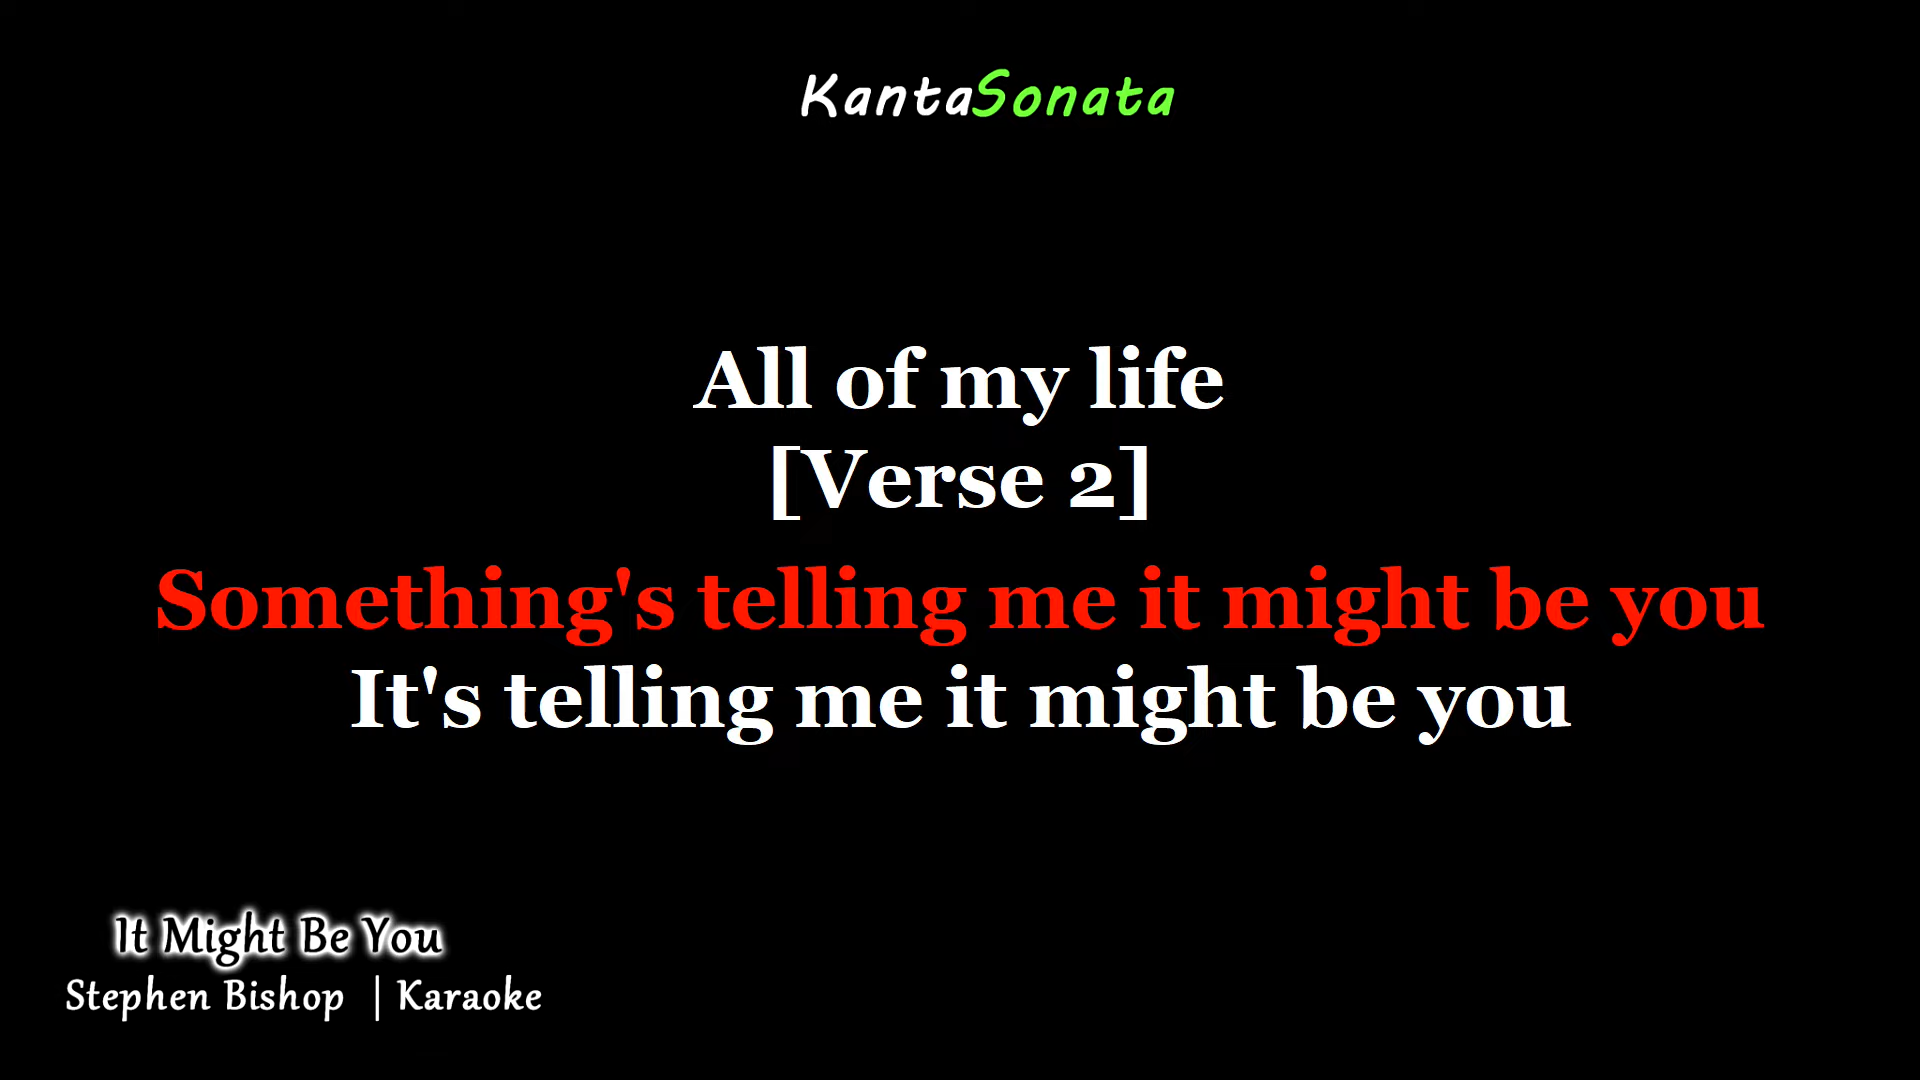 KantaSonata
All of my life
[Verse 2]
Something's telling me it might be you
It's telling me it might be you
It Might Be You
Stephen Bishop | Karaoke